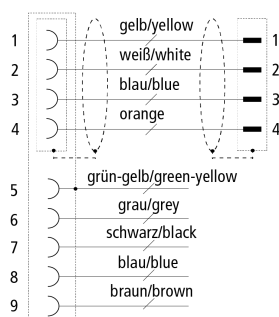 gelb/yellow
1 1
weiß/white
2 2
blau/blue
3 3
orange
4 4
grün-gelb/green-yellow
5
grau/grey
6
schwarz/black
7
blau/blue
8
braun/brown
9